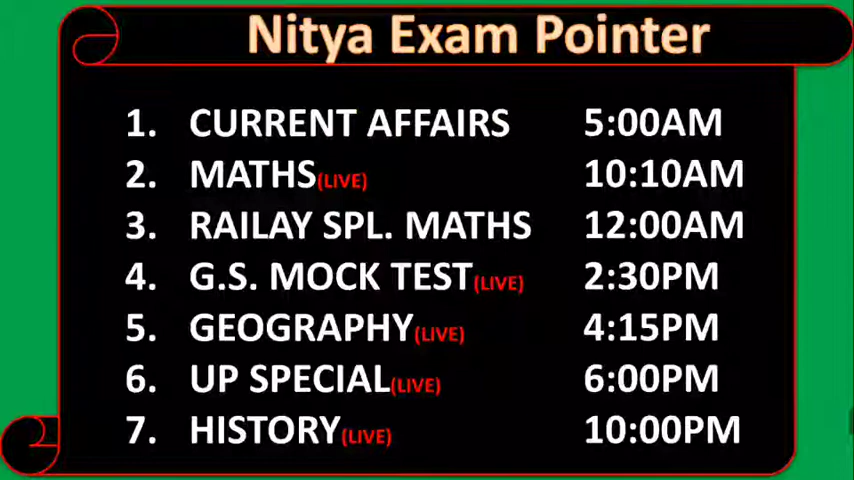 Nitya Exam Pointer
1. CURRENT AFFAIRS 5:00AM
2. MATHS(LIVE) 10:10AM
3. RAILAY SPL. MATHS 12:00AM
4. G.S. MOCK TEST(LIVE) 2:30PM
5. GEOGRAPHY(LIVE) 4:15PM
6. UP SPECIAL(LIVE) 6:00PM
7. HISTORY(LIVE) 10:00PM